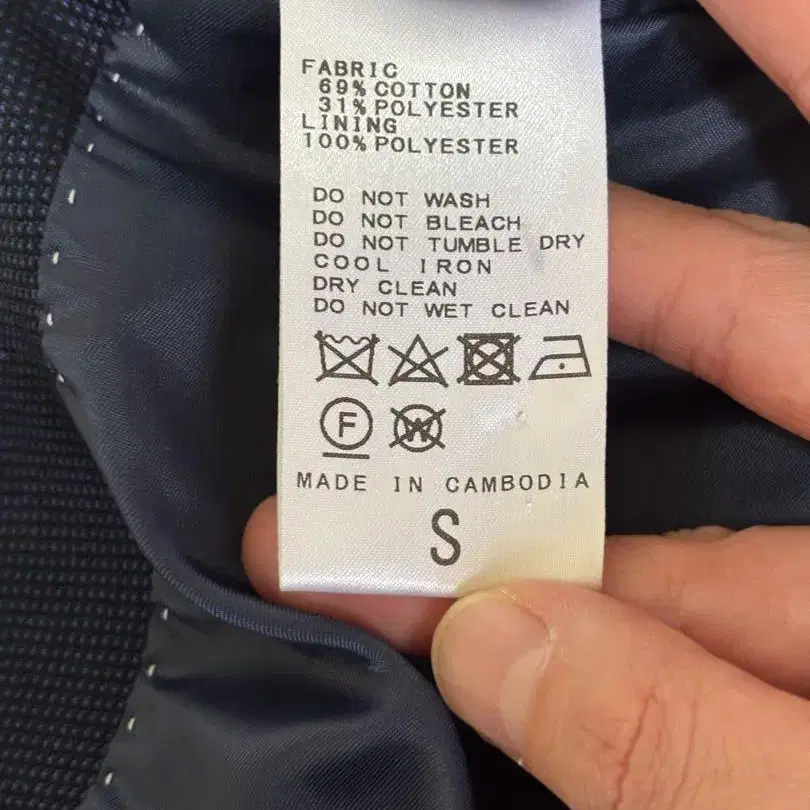 FABRIC
69% COTTON
31% POLYESTER
LINING
100% POLYESTER
DO NOT WASH
DO NOT BLEACH
DO NOT TUMBLE DRY
COOL IRON
DRY CLEAN
DO NOT WET CLEAN
F W
MADE IN CAMBODIA
S